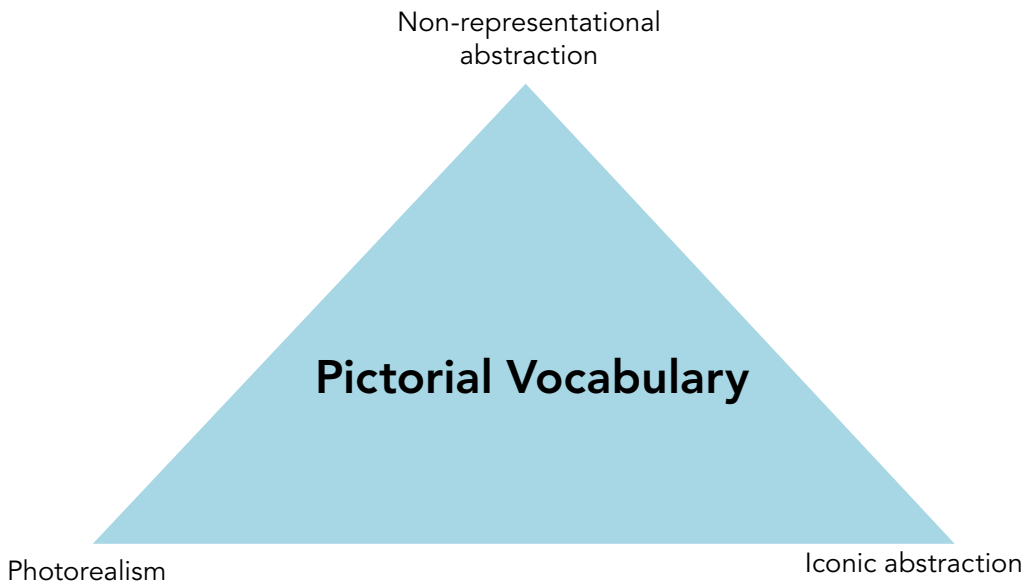 Non-representational
abstraction
Pictorial Vocabulary
Photorealism
Iconic abstraction